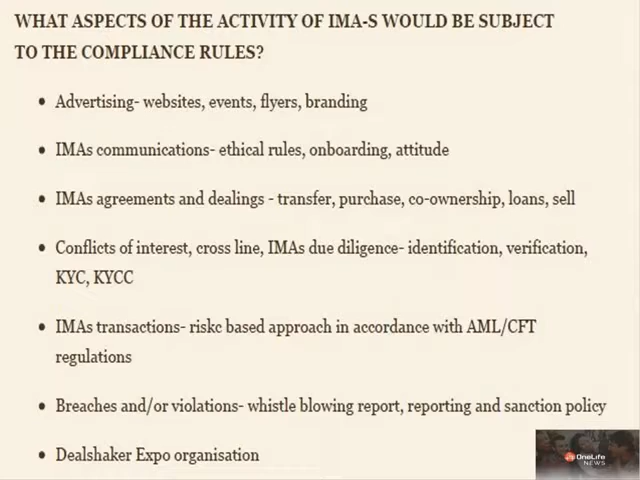 WHAT ASPECTS OF THE ACTIVITY OF IMA-S WOULD BE SUBJECT
TO THE COMPLIANCE RULES?
• Advertising- websites, events, flyers, branding
• IMAs communications- ethical rules, onboarding, attitude
• IMAs agreements and dealings - transfer, purchase, co-ownership, loans, sell
• Conflicts of interest, cross line, IMAs due diligence- identification, verification,
KYC, KYCC
• IMAs transactions- riskc based approach in accordance with AML/CFT
regulations
• Breaches and/or violations- whistle blowing report, reporting and sanction policy
• Dealshaker Expo organisation
OneLife
NEWS